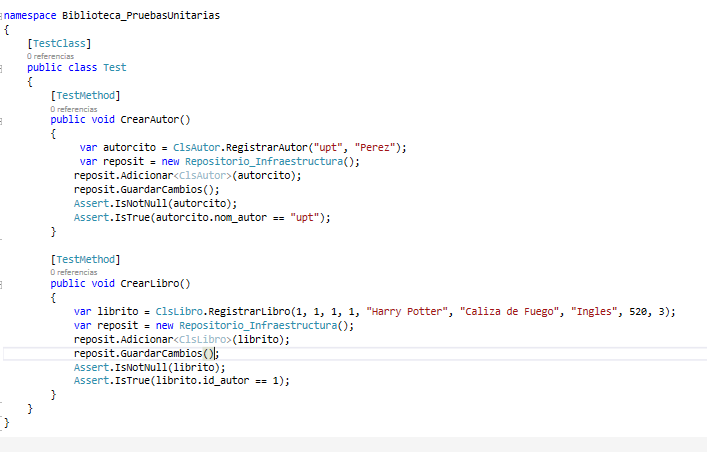 namespace Biblioteca_PruebasUnitarias
{
[TestClass]
0 referencias
public class Test
{
[TestMethod]
0 referencias
public void CrearAutor()
{
var autorcito = ClsAutor.RegistrarAutor("upt", "Perez");
var reposit = new Repositorio_Infraestructura();
reposit.Adicionar<ClsAutor>(autorcito);
reposit.GuardarCambios();
Assert.IsNotNull(autorcito);
Assert.IsTrue(autorcito.nom_autor == "upt");
}
[TestMethod]
0 referencias
public void CrearLibro()
{
var librito = ClsLibro.RegistrarLibro(1, 1, 1, 1, "Harry Potter", "Caliza de Fuego", "Ingles", 520, 3);
var reposit = new Repositorio_Infraestructura();
reposit.Adicionar<ClsLibro>(librito);
reposit.GuardarCambios();
Assert.IsNotNull(librito);
Assert.IsTrue(librito.id_autor == 1);
}
}
}